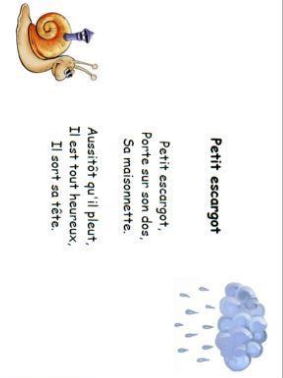 Petit escargot
Petit escargot,
Porte sur son dos,
Sa maisonnette.
Aussitôt qu'il pleut,
Il est tout heureux,
Il sort sa tête.